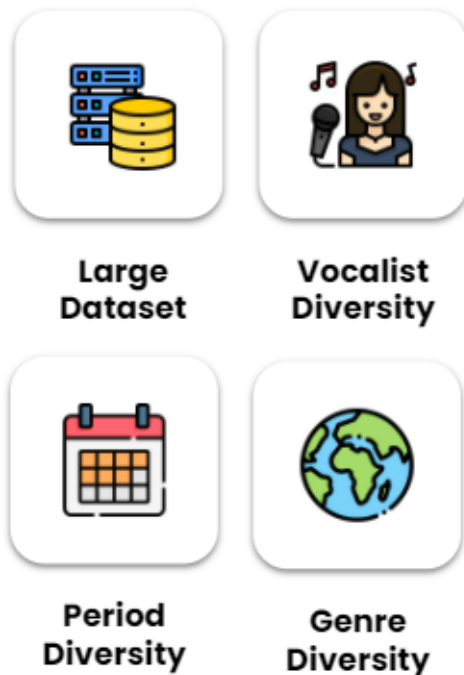 Large
Dataset
Vocalist
Diversity
Period
Diversity
Genre
Diversity